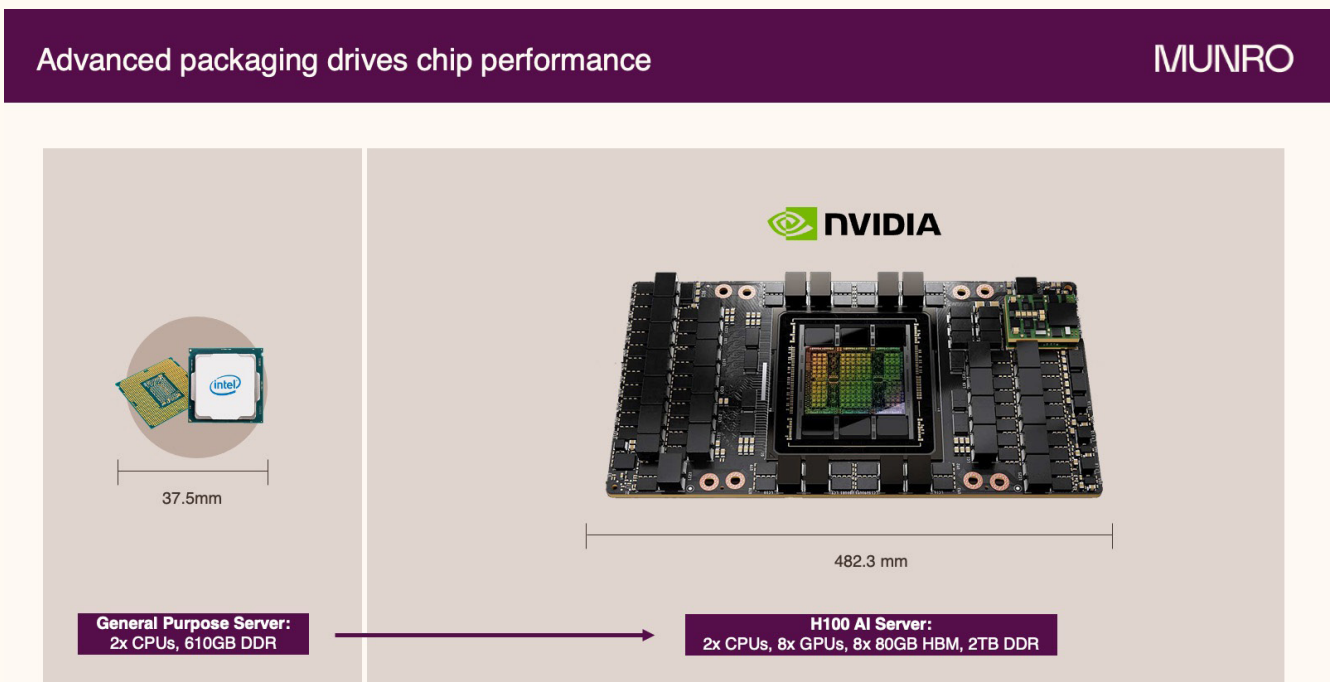 Advanced packaging drives chip performance
MUNRO
NVIDIA
intel
37.5mm
482.3 mm
General Purpose Server:
2x CPUs, 610GB DDR
H100 AI Server:
2x CPUs, 8x GPUs, 8x 80GB HBM, 2TB DDR